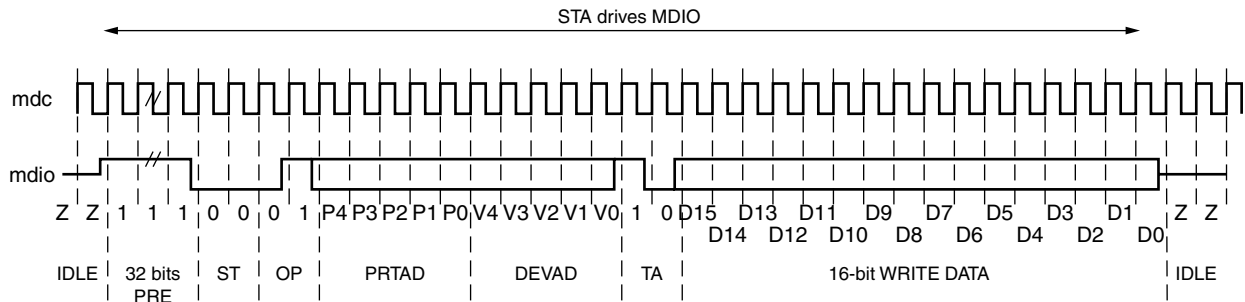 STA drives MDIO
mdc
mdio
Z Z 1 1 1 0 0 0 1 P4 P3 P2 P1 P0 V4 V3 V2 V1 V0 1 0 D15 D13 D11 D9 D7 D5 D3 D1 Z Z
D14 D12 D10 D8 D6 D4 D2 D0
IDLE 32 bits ST OP PRTAD DEVAD TA 16-bit WRITE DATA IDLE
PRE